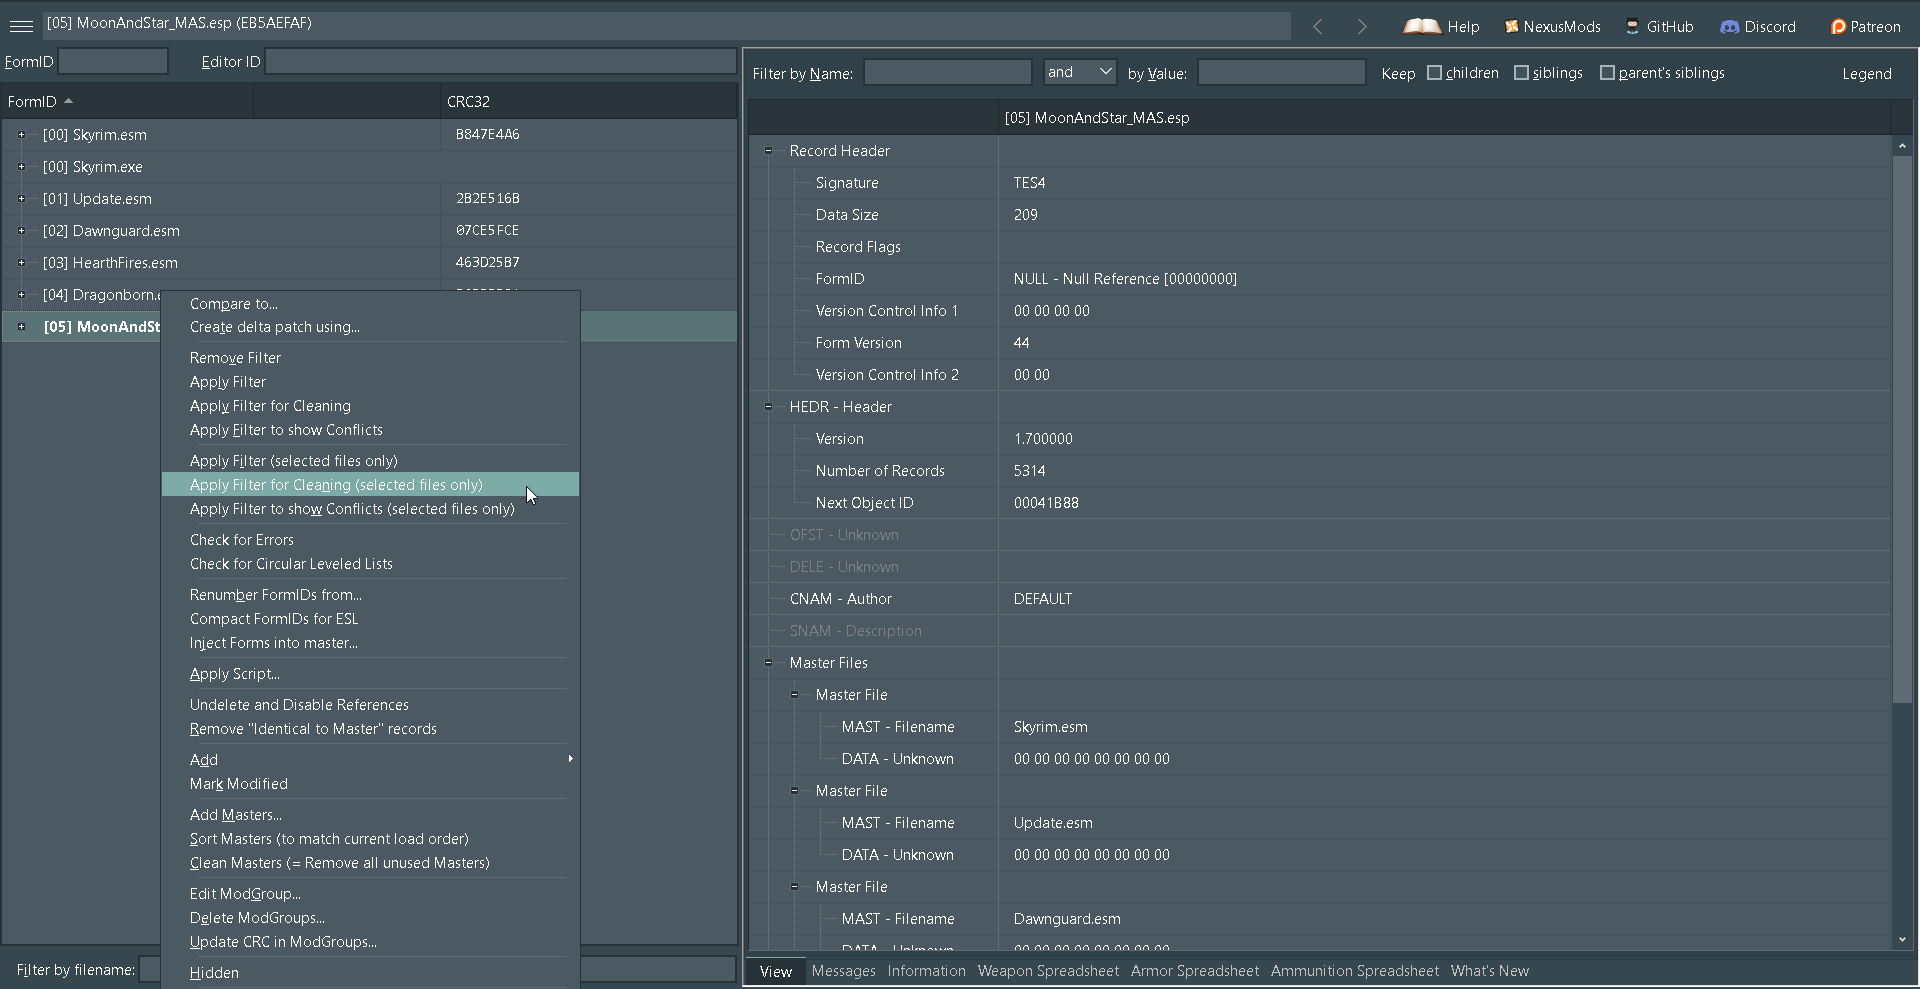 [05] MoonAndStar_MAS.esp (EB5AEFAF)
Help NexusMods GitHub Discord Patreon
FormID Editor ID
FormID CRC32
[00] Skyrim.esm B847E4A6
[00] Skyrim.exe
[01] Update.esm 2B2E516B
[02] Dawnguard.esm 07CE5FCE
[03] HearthFires.esm 463D25B7
[04] Dragonborn.e
[05] MoonAndSt
Compare to...
Create delta patch using...
Remove Filter
Apply Filter
Apply Filter for Cleaning
Apply Filter to show Conflicts
Apply Filter (selected files only)
Apply Filter for Cleaning (selected files only)
Apply Filter to show Conflicts (selected files only)
Check for Errors
Check for Circular Leveled Lists
Renumber FormIDs from...
Compact FormIDs for ESL
Inject Forms into master...
Apply Script...
Undelete and Disable References
Remove "Identical to Master" records
Add
Mark Modified
Add Masters...
Sort Masters (to match current load order)
Clean Masters (= Remove all unused Masters)
Edit ModGroup...
Delete ModGroups...
Update CRC in ModGroups...
Hidden
Filter by filename:
Filter by Name: and by Value: Keep children siblings parent's siblings Legend
[05] MoonAndStar_MAS.esp
Record Header
Signature TES4
Data Size 209
Record Flags
FormID NULL - Null Reference [00000000]
Version Control Info 1 00 00 00 00
Form Version 44
Version Control Info 2 00 00
HEDR - Header
Version 1.700000
Number of Records 5314
Next Object ID 00041B88
OFST - Unknown
DELE - Unknown
CNAM - Author DEFAULT
SNAM - Description
Master Files
Master File
MAST - Filename Skyrim.esm
DATA - Unknown 00 00 00 00 00 00 00 00
Master File
MAST - Filename Update.esm
DATA - Unknown 00 00 00 00 00 00 00 00
Master File
MAST - Filename Dawnguard.esm
DATA - Unknown 00 00 00 00 00 00 00 00
View Messages Information Weapon Spreadsheet Armor Spreadsheet Ammunition Spreadsheet What's New